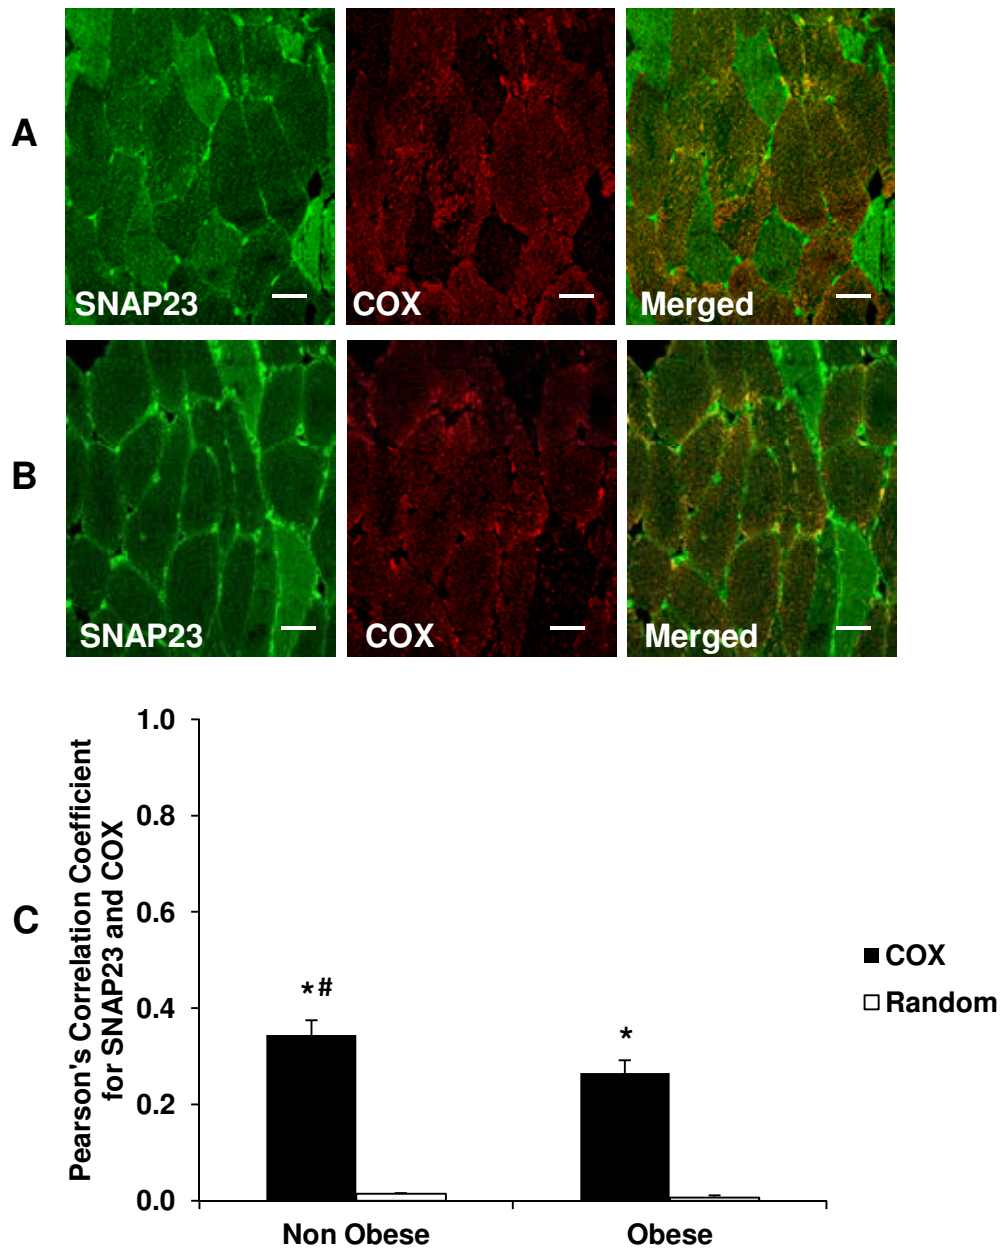 A
SNAP23
COX
Merged
B
SNAP23
COX
Merged
C
Pearson's Correlation Coefficient
for SNAP23 and COX
1.0
0.8
0.6
0.4
0.2
0.0
*#
*
Non Obese
Obese
COX
Random